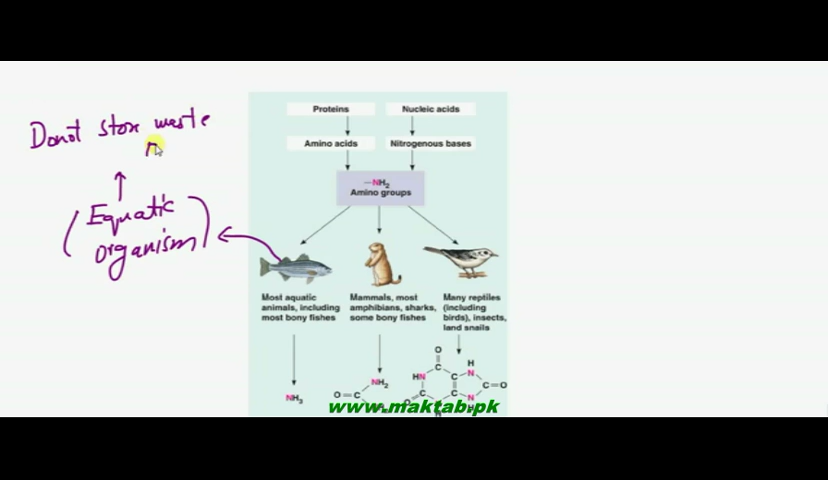 Donot store waste
(Equatic
organism)
Proteins
Nucleic acids
Amino acids
Nitrogenous bases
—NH2
Amino groups
Most aquatic
animals, including
most bony fishes
Mammals, most
amphibians, sharks,
some bony fishes
Many reptiles
(including
birds), insects,
land snails
NH3
NH2
O=C
O
C
H
N
HN
C
C=O
C
C
N
H
www.maktab.pk